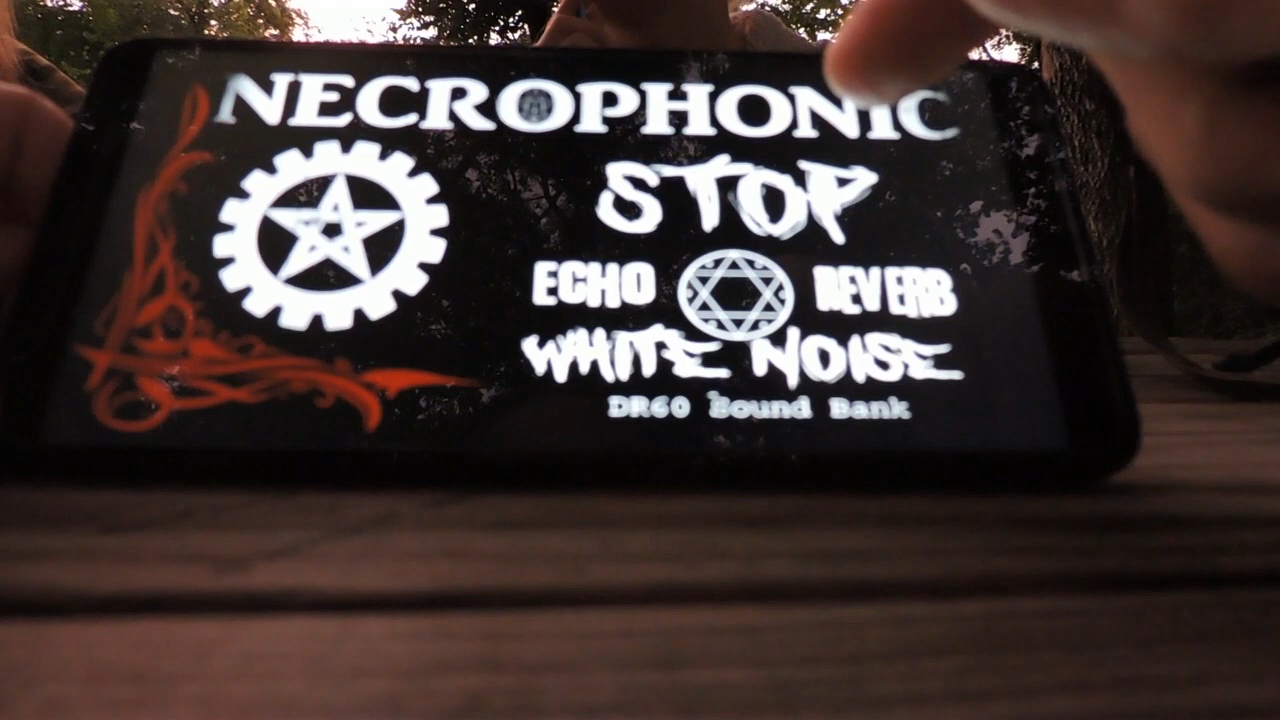 NECROPHONIC
STOP
ECHO REVERB
WHITE NOISE
DR60 Sound Bank